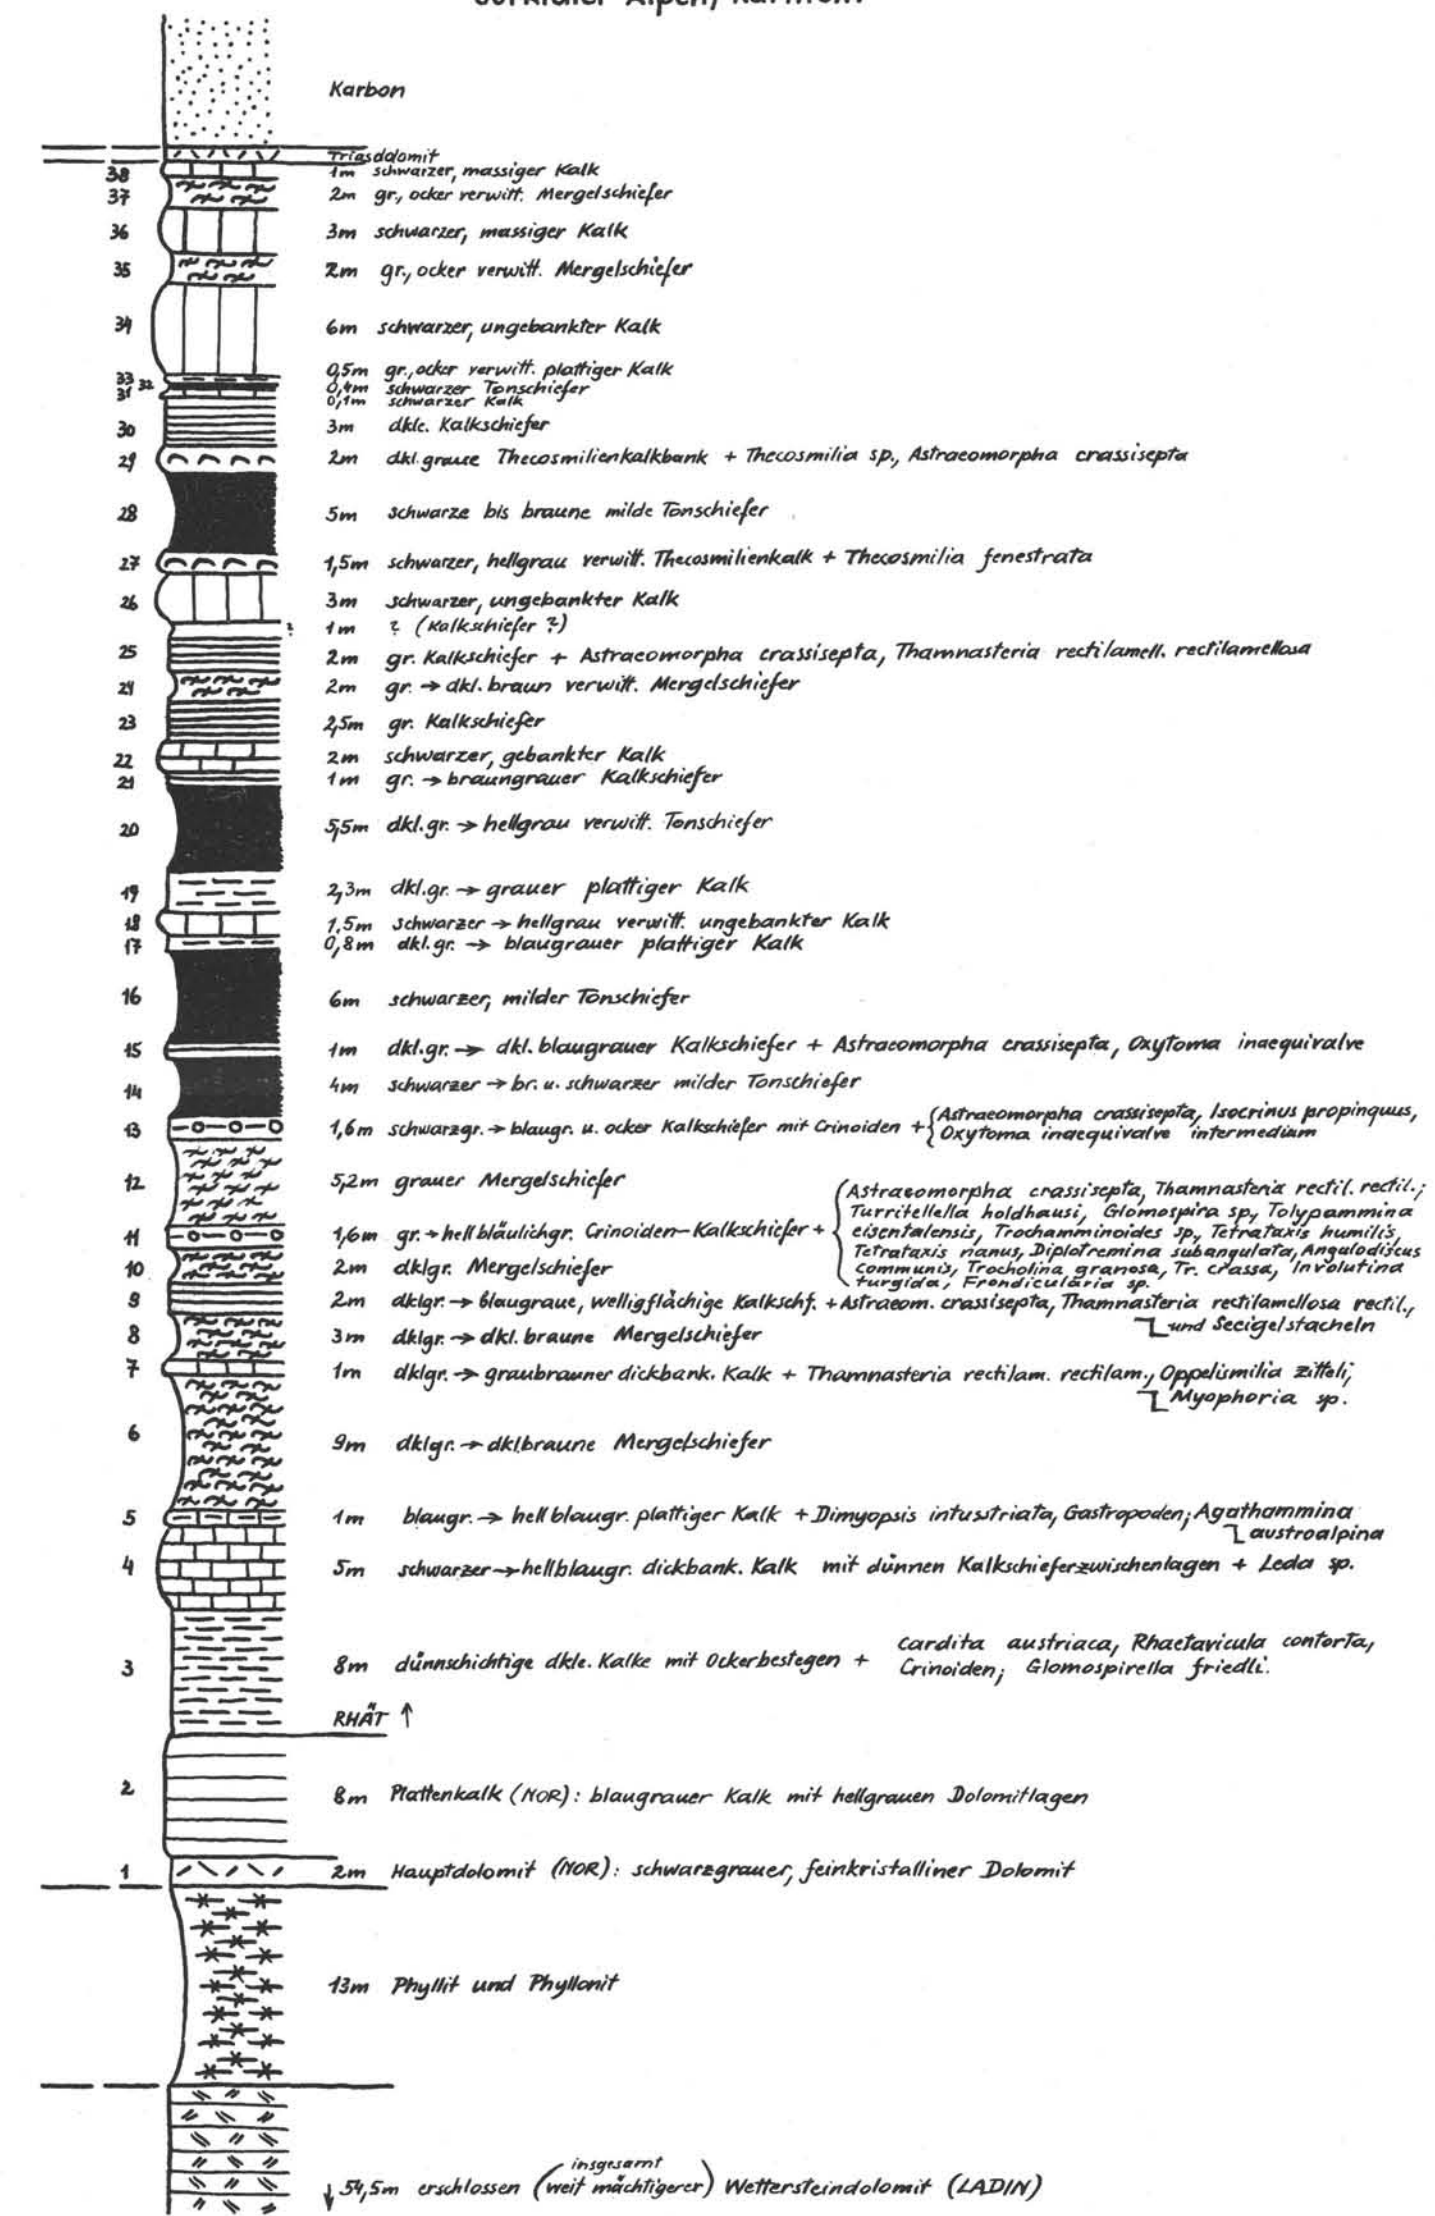 Karbon
Triasdolomit
38 1m schwarzer, massiger Kalk
37 2m gr., ocker verwitt. Mergelschiefer
36 3m schwarzer, massiger Kalk
35 2m gr., ocker verwitt. Mergelschiefer
34 6m schwarzer, ungebankter Kalk
33 0,5m gr., ocker verwitt. plattiger Kalk
32 0,4m schwarzer Tonschiefer
31 0,1m schwarzer Kalk
30 3m dkle. Kalkschiefer
29 2m dkl.graue Thecosmilienkalkbank + Thecosmilia sp., Astraeomorpha crassisepta
28 5m schwarze bis braune milde Tonschiefer
27 1,5m schwarzer, hellgrau verwitt. Thecosmilienkalk + Thecosmilia fenestrata
26 3m schwarzer, ungebankter Kalk
? 1m ? (Kalkschiefer ?)
25 2m gr. Kalkschiefer + Astraeomorpha crassisepta, Thamnasteria rectilamell. rectilamellosa
24 2m gr. → dkl. braun verwitt. Mergelschiefer
23 2,5m gr. Kalkschiefer
22 2m schwarzer, gebankter Kalk
21 1m gr. → braungrauer Kalkschiefer
20 5,5m dkl.gr. → hellgrau verwitt. Tonschiefer
19 2,3m dkl.gr. → grauer plattiger Kalk
18 1,5m schwarzer → hellgrau verwitt. ungebankter Kalk
17 0,8m dkl.gr. → blaugrauer plattiger Kalk
16 6m schwarzer, milder Tonschiefer
15 1m dkl.gr. → dkl. blaugrauer Kalkschiefer + Astraeomorpha crassisepta, Oxytoma inaequivalve
14 4m schwarzer → br. u. schwarzer milder Tonschiefer
13 1,6m schwarzgr. → blaugr. u. ocker Kalkschiefer mit Crinoiden + {Astraeomorpha crassisepta, Isocrinus propinquus,
Oxytoma inaequivalve intermedium
12 5,2m grauer Mergelschiefer
11 1,6m gr. → hellbläulichgr. Crinoiden-Kalkschiefer + {Astraeomorpha crassisepta, Thamnasteria rectil. rectil.;
Turritellella holdhausi, Glomospira sp., Tolypammina
eisentalensis, Trochamminoides sp., Tetrataxis humilis,
Tetrataxis nanus, Diplotremina subangulata, Angulodiscus
communis, Trocholina granosa, Tr. crassa, Involutina
turgida, Frondicularia sp.
10 2m dklgr. Mergelschiefer
9 2m dklgr. → blaugraue, welligflächige Kalkschf. + Astraeom. crassisepta, Thamnasteria rectilamellosa rectil.,
und Seeigelstacheln
8 3m dklgr. → dkl. braune Mergelschiefer
7 1m dklgr. → graubrauner dickbank. Kalk + Thamnasteria rectilam. rectilam., Oppelismilia zitteli;
Myophoria sp.
6 9m dklgr. → dklbraune Mergelschiefer
5 1m blaugr. → hell blaugr. plattiger Kalk + Dimyopsis intusstriata, Gastropoden; Agathammina
austroalpina
4 5m schwarzer → hellblaugr. dickbank. Kalk mit dünnen Kalkschieferzwischenlagen + Leda sp.
3 8m dünnschichtige dkle. Kalke mit Ockerbestegen + Cardita austriaca, Rhaetavicula contorta,
Crinoiden; Glomospirella friedli.
RHÄT ↑
2 8m Plattenkalk (NOR): blaugrauer Kalk mit hellgrauen Dolomitlagen
1 2m Hauptdolomit (NOR): schwarzgrauer, feinkristalliner Dolomit
13m Phyllit und Phyllonit
↓ 54,5m erschlossen (insgesamt weit mächtigerer) Wettersteindolomit (LADIN)